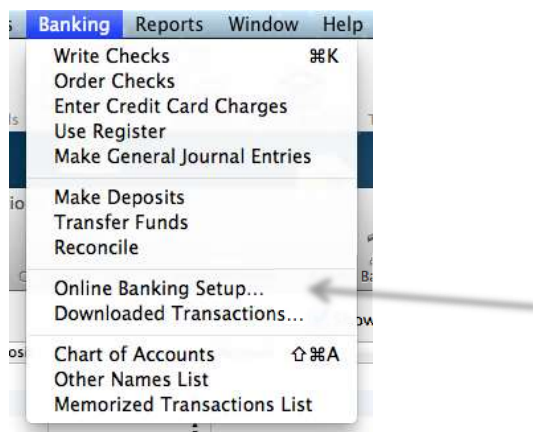 s Banking Reports Window Help
Write Checks ⌘K
Order Checks
Enter Credit Card Charges
Use Register
Make General Journal Entries
Make Deposits
Transfer Funds
Reconcile
Online Banking Setup...
Downloaded Transactions...
Chart of Accounts ⇧⌘A
Other Names List
Memorized Transactions List